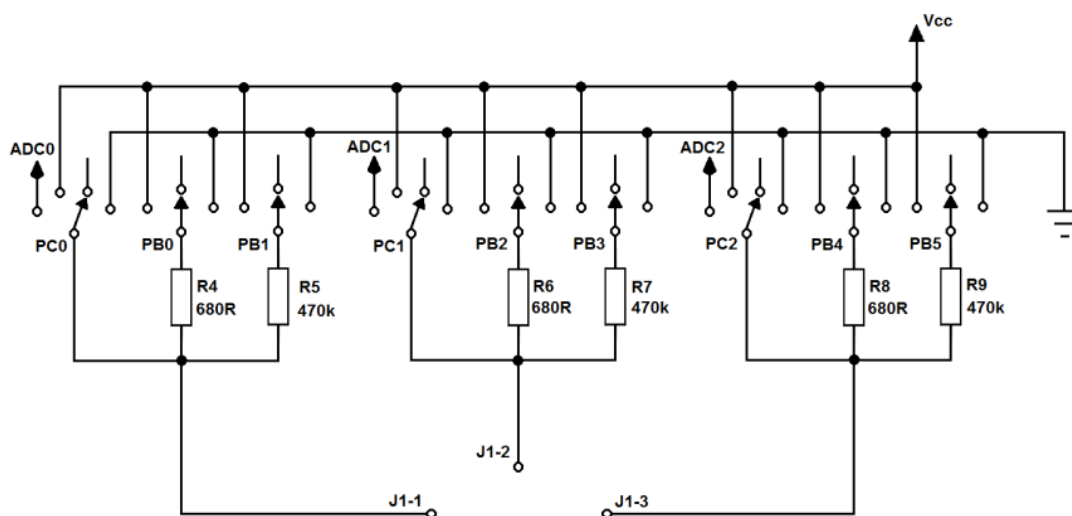 Vcc
ADC0
ADC1
ADC2
PC0
PB0
PB1
PC1
PB2
PB3
PC2
PB4
PB5
R4
680R
R5
470k
R6
680R
R7
470k
R8
680R
R9
470k
J1-2
J1-1
J1-3